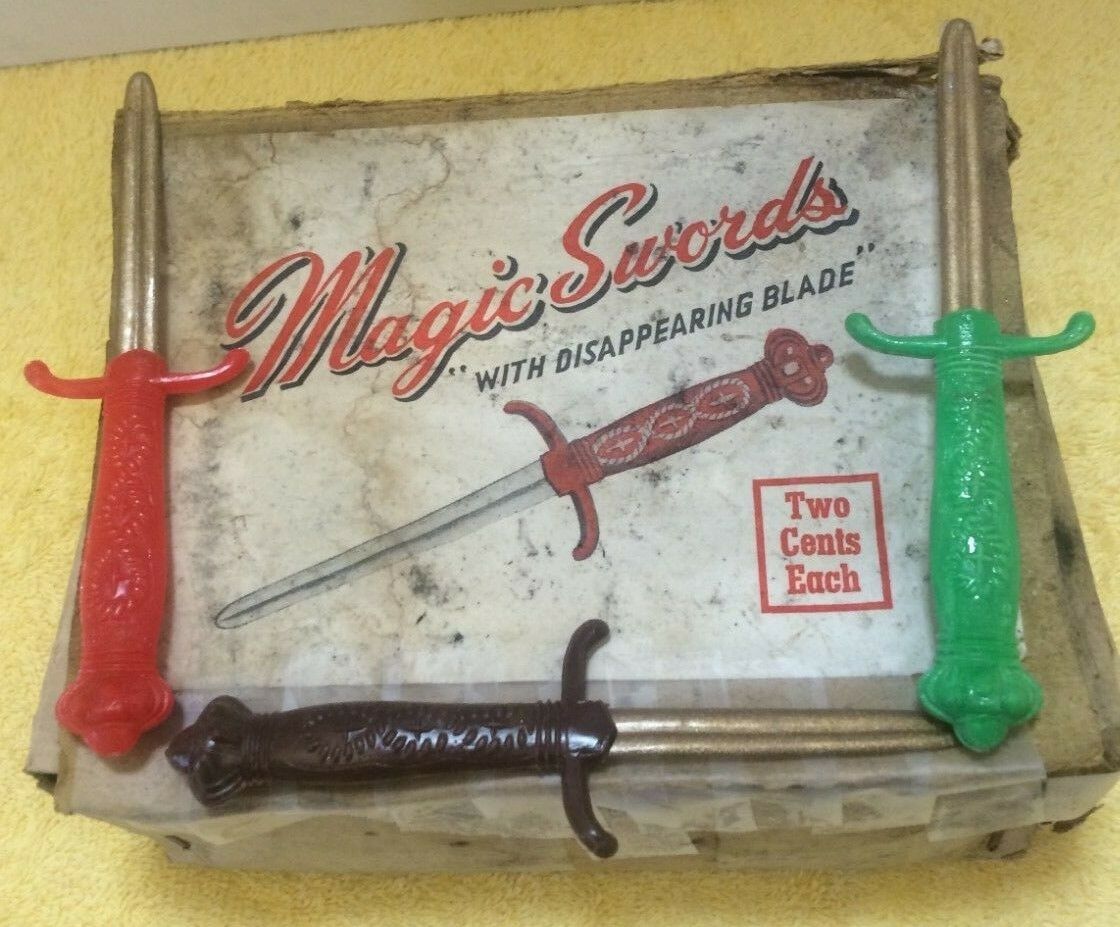 Magic Swords
"WITH DISAPPEARING BLADE"
Two
Cents
Each